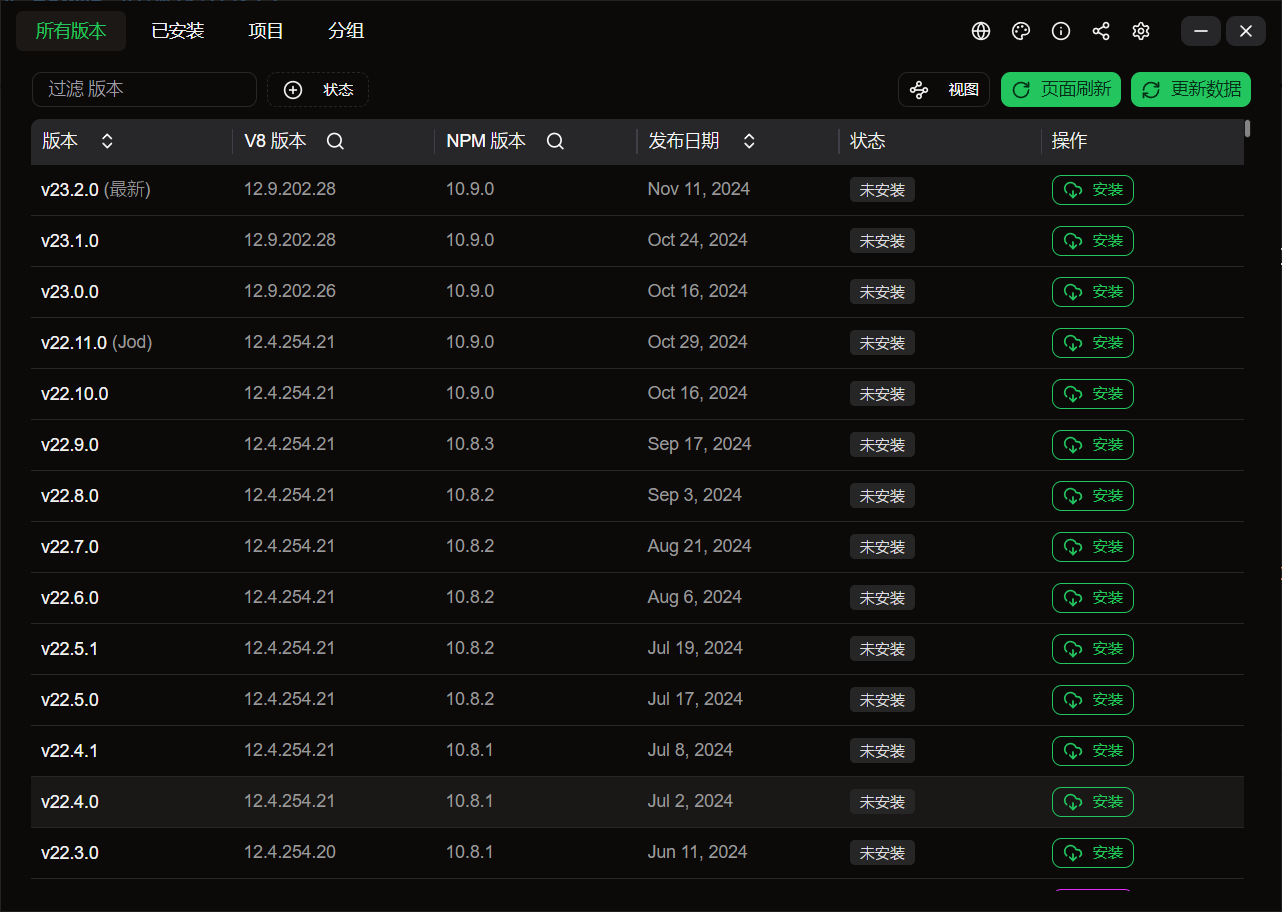 所有版本 已安装 项目 分组
过滤 版本 状态 视图 页面刷新 更新数据
版本 V8 版本 NPM 版本 发布日期 状态 操作
v23.2.0 (最新) 12.9.202.28 10.9.0 Nov 11, 2024 未安装 安装
v23.1.0 12.9.202.28 10.9.0 Oct 24, 2024 未安装 安装
v23.0.0 12.9.202.26 10.9.0 Oct 16, 2024 未安装 安装
v22.11.0 (Jod) 12.4.254.21 10.9.0 Oct 29, 2024 未安装 安装
v22.10.0 12.4.254.21 10.9.0 Oct 16, 2024 未安装 安装
v22.9.0 12.4.254.21 10.8.3 Sep 17, 2024 未安装 安装
v22.8.0 12.4.254.21 10.8.2 Sep 3, 2024 未安装 安装
v22.7.0 12.4.254.21 10.8.2 Aug 21, 2024 未安装 安装
v22.6.0 12.4.254.21 10.8.2 Aug 6, 2024 未安装 安装
v22.5.1 12.4.254.21 10.8.2 Jul 19, 2024 未安装 安装
v22.5.0 12.4.254.21 10.8.2 Jul 17, 2024 未安装 安装
v22.4.1 12.4.254.21 10.8.1 Jul 8, 2024 未安装 安装
v22.4.0 12.4.254.21 10.8.1 Jul 2, 2024 未安装 安装
v22.3.0 12.4.254.20 10.8.1 Jun 11, 2024 未安装 安装